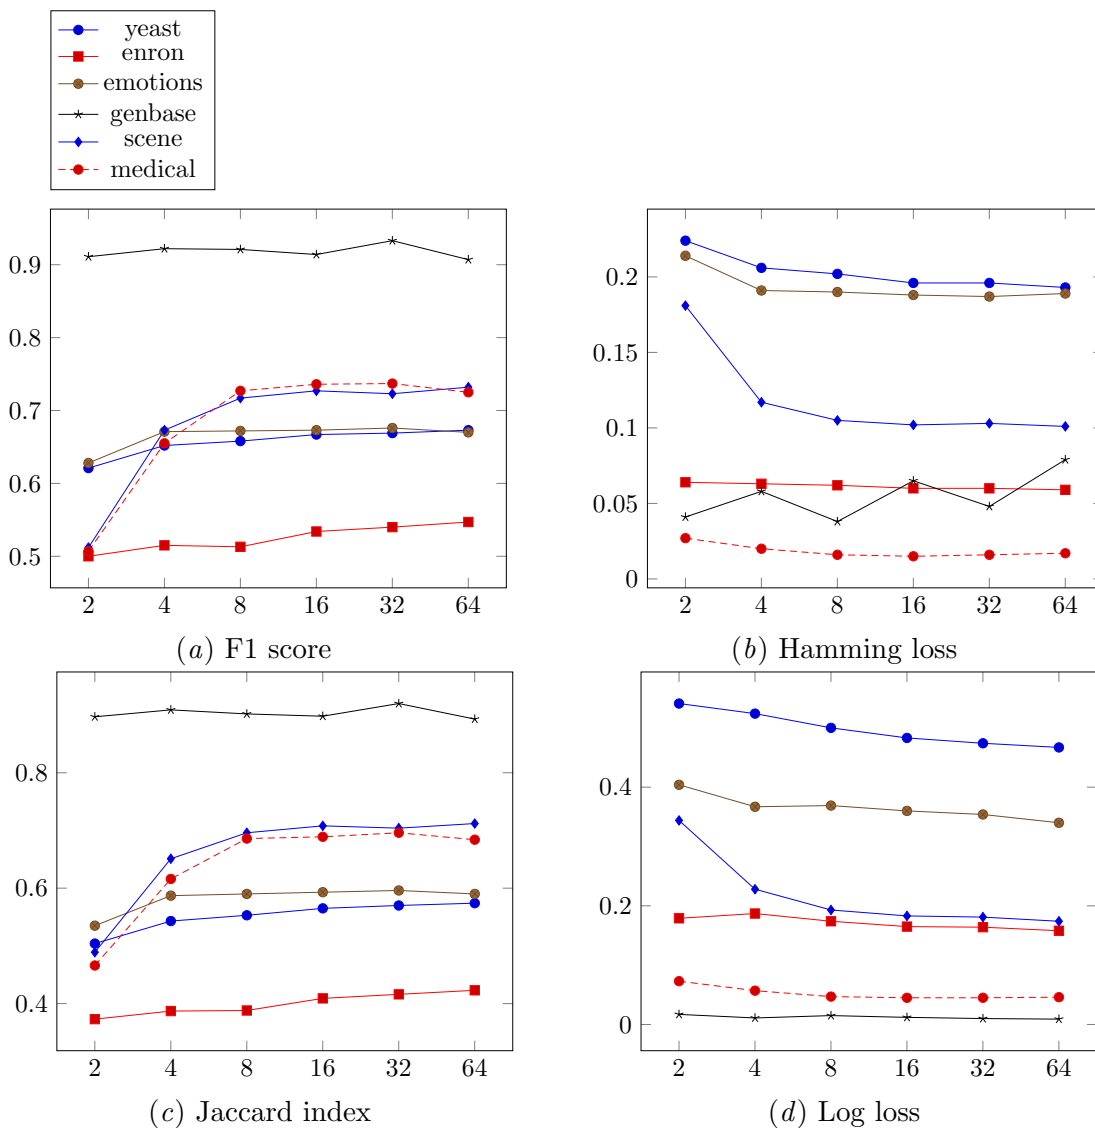 yeast
enron
emotions
genbase
scene
medical
0.9
0.8
0.7
0.6
0.5
2 4 8 16 32 64
(a) F1 score
0.2
0.15
0.1
0.05
0
2 4 8 16 32 64
(b) Hamming loss
0.8
0.6
0.4
2 4 8 16 32 64
(c) Jaccard index
0.4
0.2
0
2 4 8 16 32 64
(d) Log loss